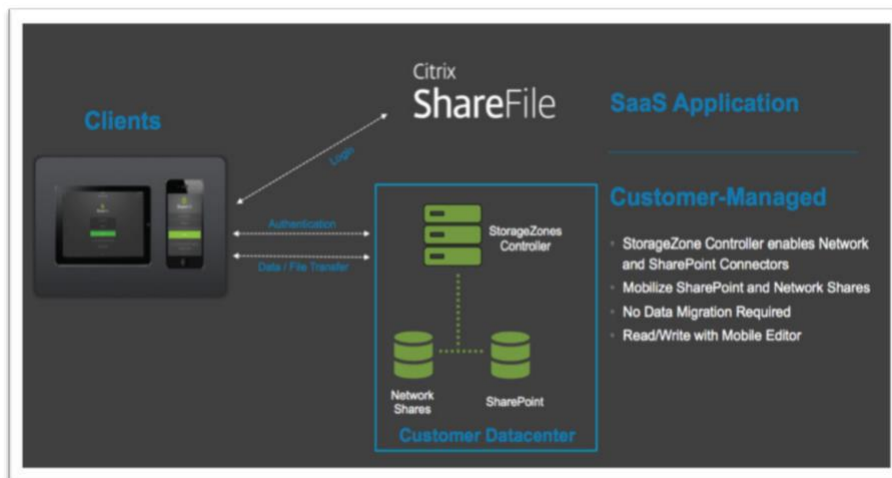 Citrix
ShareFile
SaaS Application
Clients
Login
Customer-Managed
Authentication
StorageZones
Controller
Data / File Transfer
StorageZone Controller enables Network
and SharePoint Connectors
Mobilize SharePoint and Network Shares
No Data Migration Required
Read/Write with Mobile Editor
Network
Shares
SharePoint
Customer Datacenter